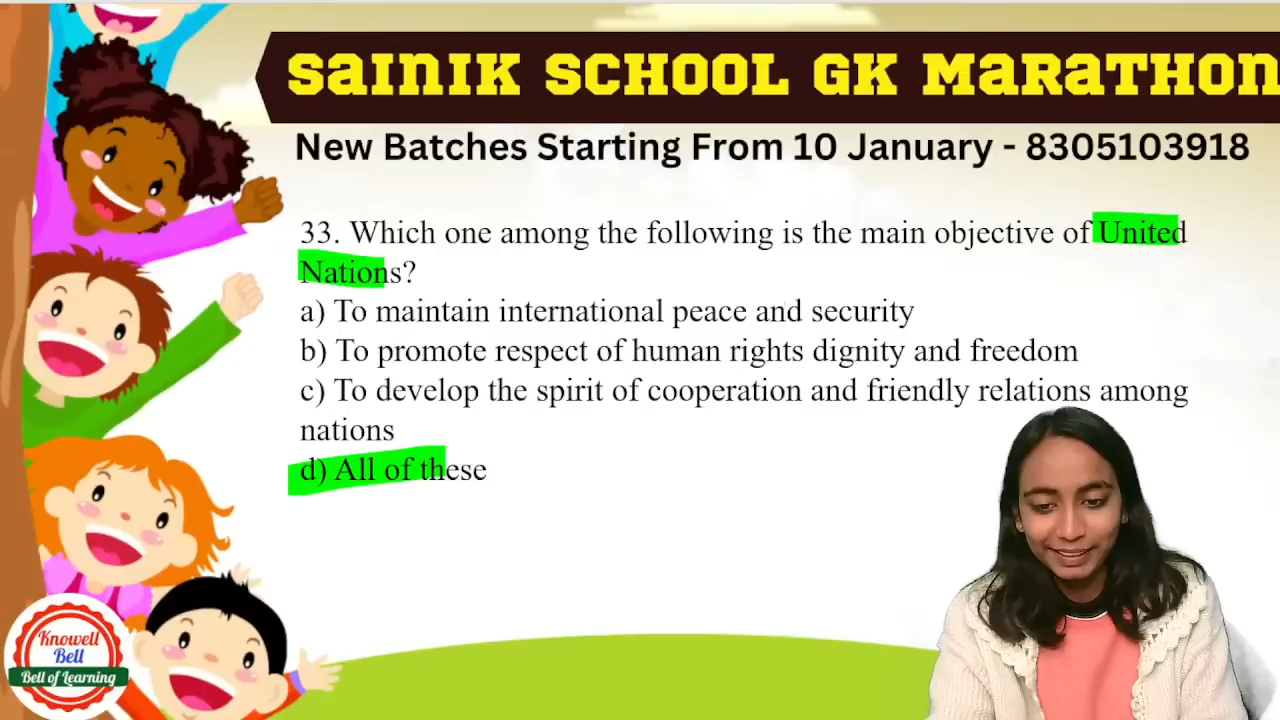 SAINIK SCHOOL GK MARATHON
New Batches Starting From 10 January - 8305103918
33. Which one among the following is the main objective of United
Nations?
a) To maintain international peace and security
b) To promote respect of human rights dignity and freedom
c) To develop the spirit of cooperation and friendly relations among
nations
d) All of these
Knowell
Bell
Bell of Learning